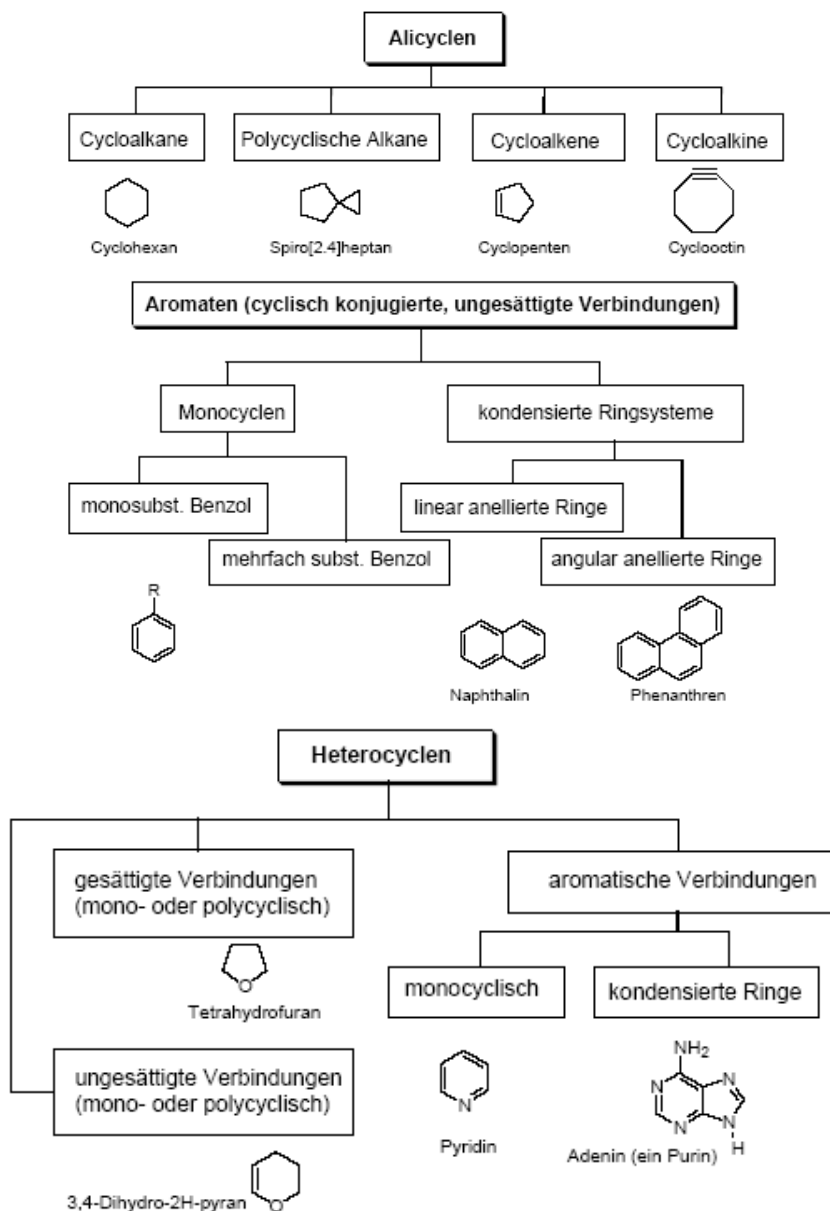 Alicyclen
Cycloalkane
Polycyclische Alkane
Cycloalkene
Cycloalkine
Cyclohexan
Spiro[2.4]heptan
Cyclopenten
Cyclooctin
Aromaten (cyclisch konjugierte, ungesättigte Verbindungen)
Monocyclen
kondensierte Ringsysteme
monosubst. Benzol
linear anellierte Ringe
mehrfach subst. Benzol
angular anellierte Ringe
R
Naphthalin
Phenanthren
Heterocyclen
gesättigte Verbindungen
(mono- oder polycyclisch)
aromatische Verbindungen
O
Tetrahydrofuran
monocyclisch
kondensierte Ringe
ungesättigte Verbindungen
(mono- oder polycyclisch)
N
Pyridin
NH₂
N
N
N
N
H
Adenin (ein Purin)
O
3,4-Dihydro-2H-pyran